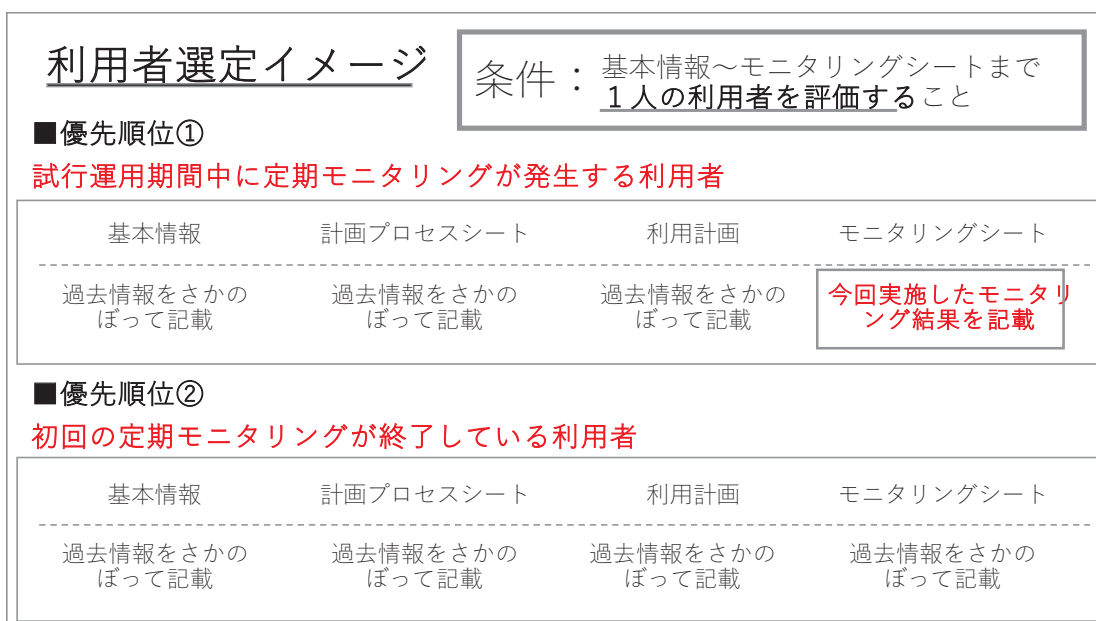 利用者選定イメージ
条件：
基本情報～モニタリングシートまで
１人の利用者を評価すること
■優先順位①
試行運用期間中に定期モニタリングが発生する利用者
基本情報
計画プロセスシート
利用計画
モニタリングシート
過去情報をさかの
ぼって記載
過去情報をさかの
ぼって記載
過去情報をさかの
ぼって記載
今回実施したモニタリ
ング結果を記載
■優先順位②
初回の定期モニタリングが終了している利用者
基本情報
計画プロセスシート
利用計画
モニタリングシート
過去情報をさかの
ぼって記載
過去情報をさかの
ぼって記載
過去情報をさかの
ぼって記載
過去情報をさかの
ぼって記載